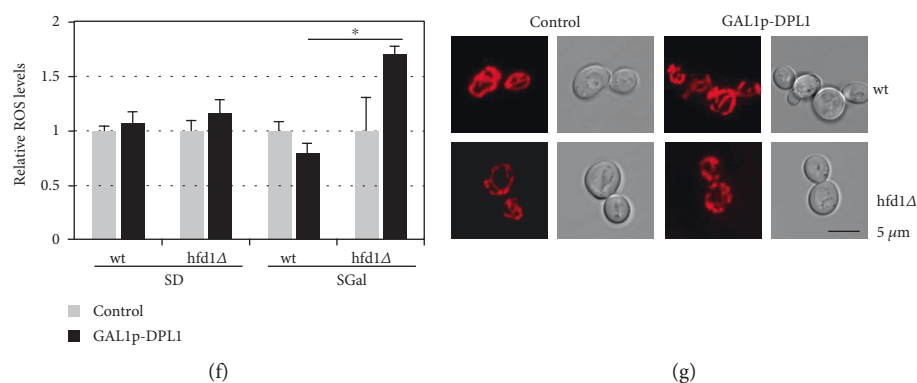 2
1.5
1
0.5
0
Relative ROS levels
*
wt hfd1Δ wt hfd1Δ
SD SGal
Control
GAL1p-DPL1
(f)
Control GAL1p-DPL1
wt
hfd1Δ
5 μm
(g)